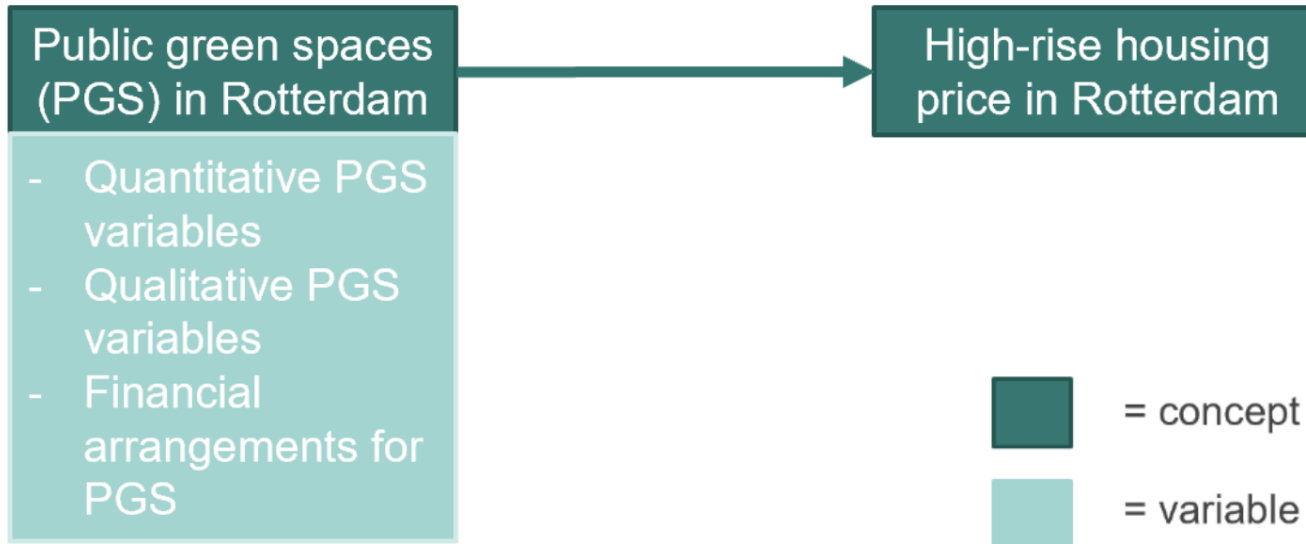 Public green spaces
(PGS) in Rotterdam
- Quantitative PGS
variables
- Qualitative PGS
variables
- Financial
arrangements for
PGS
High-rise housing
price in Rotterdam
= concept
= variable